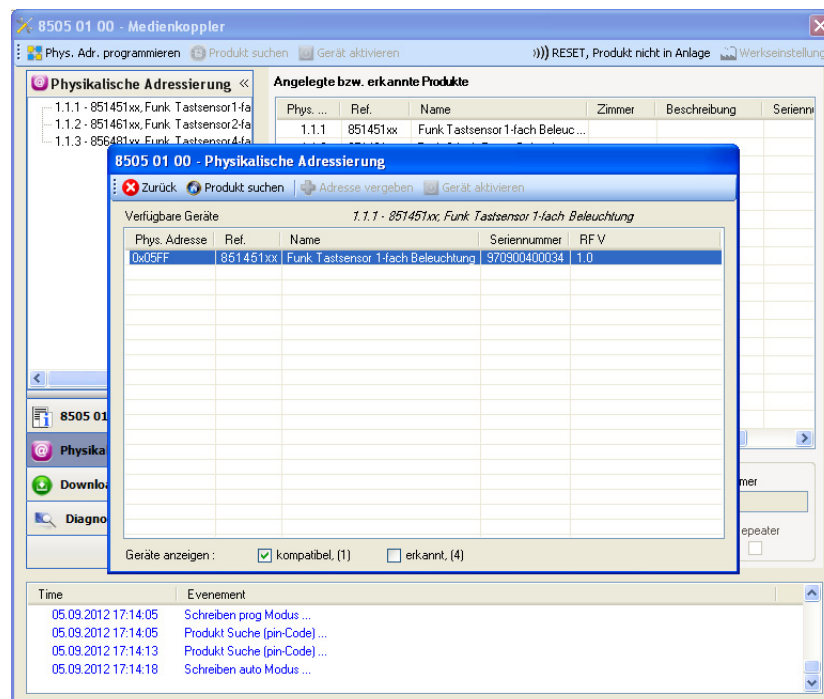 8505 01 00 - Medienkoppler
Phys. Adr. programmieren Produkt suchen Gerät aktivieren ))) RESET, Produkt nicht in Anlage Werkseinstellung
Physikalische Adressierung «
1.1.1 - 851451xx, Funk Tastsensor1-fa
1.1.2 - 851461xx, Funk Tastsensor2-fa
1.1.3 - 856481xx, Funk Tastsensor4-fa
Angelegte bzw. erkannte Produkte
Phys. ... Ref. Name Zimmer Beschreibung Seriennu
1.1.1 851451xx Funk Tastsensor 1-fach Beleuc...
8505 01 00 - Physikalische Adressierung
Zurück Produkt suchen Adresse vergeben Gerät aktivieren
Verfügbare Geräte 1.1.1 - 851451xx, Funk Tastsensor 1-fach Beleuchtung
Phys. Adresse Ref. Name Seriennummer RF V
0x05FF 851451xx Funk Tastsensor 1-fach Beleuchtung 970900400034 1.0
Geräte anzeigen : kompatibel, (1) erkannt, (4)
8505 01
Physika
Downloa
Diagno
mer
epeater
Time Evenement
05.09.2012 17:14:05 Schreiben prog Modus ...
05.09.2012 17:14:05 Produkt Suche (pin-Code) ...
05.09.2012 17:14:13 Produkt Suche (pin-Code) ...
05.09.2012 17:14:18 Schreiben auto Modus ...